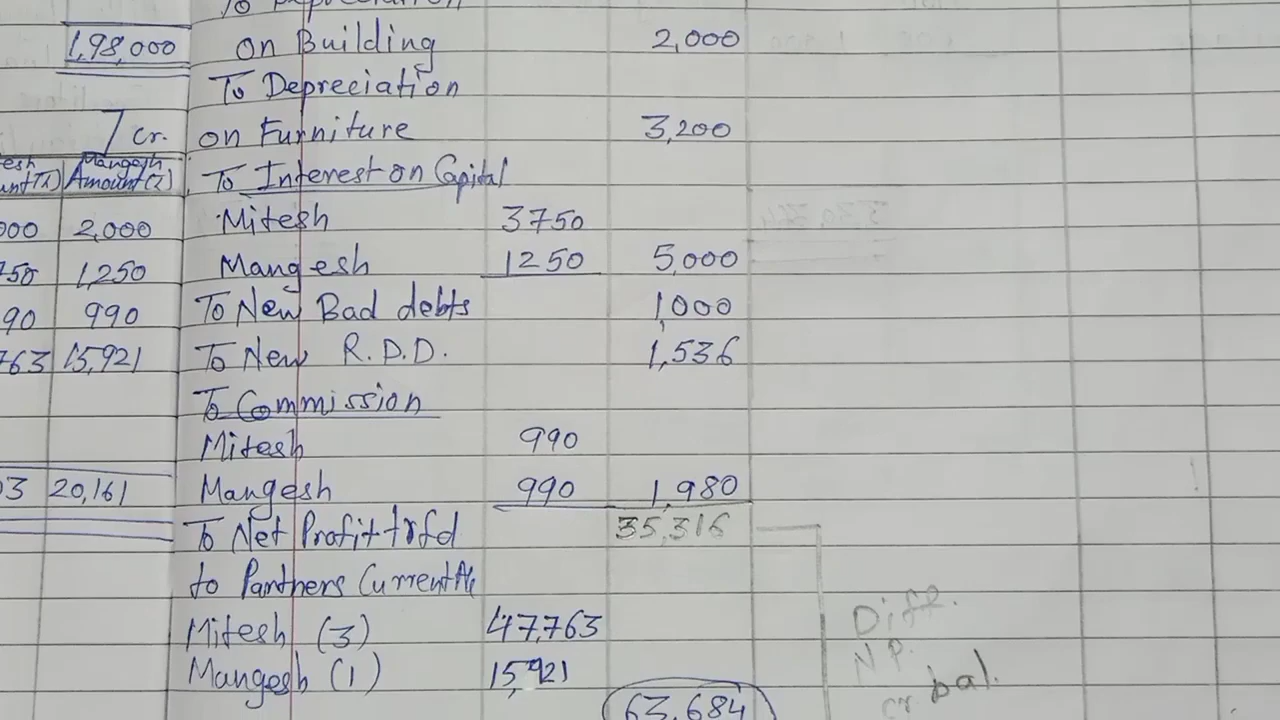 To Depreciation
1,98,000 on Building 2,000
To Depreciation
Cr. on Furniture 3,200
esh Mangesh
unt(₹) Amount(₹) To Interest on Capital
000 2,000 Mitesh 3750
750 1,250 Mangesh 1250 5,000
90 990 To New Bad debts 1,000
763 15,921 To New R.D.D. 1,536
To Commission
Mitesh 990
03 20,161 Mangesh 990 1,980
To Net Profit trfd 35,316
to Partners Current A/c
Mitesh (3) 47,763 Diff.
Mangesh (1) 15,921 N.P.
63,684 cr bal.